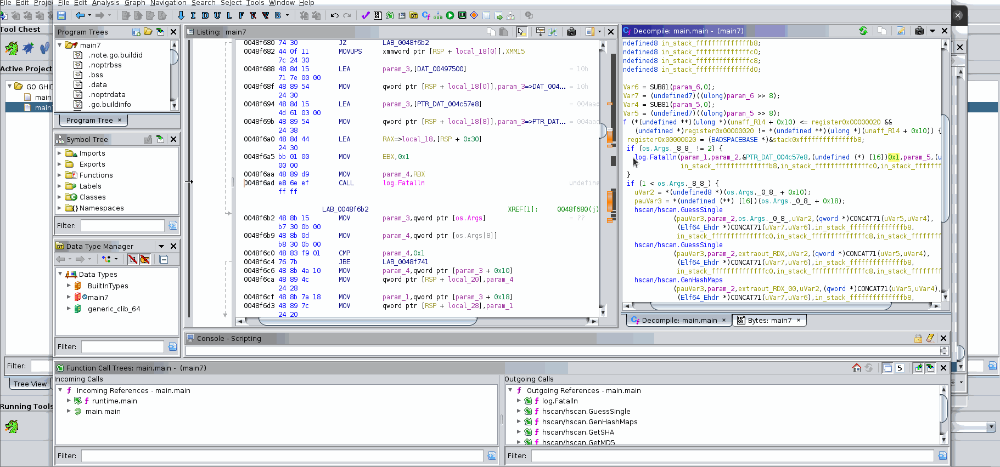 File Edit Proje File Edit Analysis Graph Navigation Search Select Tools Window Help
I D U L F R V B
Tool Chest
Active Project
GO GHID
main
main
Filter:
Tree View
Running Tools
Program Trees
main7
.note.go.buildid
.noptrbss
.bss
.data
.noptrdata
.go.buildinfo
Program Tree ×
Symbol Tree
Imports
Exports
Functions
Labels
Classes
Namespaces
Filter:
Data Type Manager
Data Types
BuiltInTypes
main7
generic_clib_64
Filter:
Listing: main7
0048f680 74 30 JZ LAB_0048f6b2
0048f682 44 0f 11 MOVUPS xmmword ptr [RSP + local_18[0]],XMM15
7c 24 30
0048f688 48 8d 15 LEA param_3,[DAT_00497500] = 10h
71 7e 00 00
0048f68f 48 89 54 MOV qword ptr [RSP + local_18[0]],param_3=>DAT_004... = 10h
24 30
0048f694 48 8d 15 LEA param_3,[PTR_DAT_004c57e8] = 004aad
4d 61 03 00
0048f69b 48 89 54 MOV qword ptr [RSP + local_18[8]],param_3=>PTR_DAT... = 004aad
24 38
0048f6a0 48 8d 44 LEA RAX=>local_18,[RSP + 0x30]
24 30
0048f6a5 bb 01 00 MOV EBX,0x1
00 00
0048f6aa 48 89 d9 MOV param_4,RBX
0048f6ad e8 6e ef CALL log.Fatalln undefine
ff ff
LAB_0048f6b2 XREF[1]: 0048f680(j)
0048f6b2 48 8b 15 MOV param_3,qword ptr [os.Args] = ??
b7 30 0b 00
0048f6b9 48 8b 0d MOV param_4,qword ptr [os.Args[8]]
b8 30 0b 00
0048f6c0 48 83 f9 01 CMP param_4,0x1
0048f6c4 76 7b JBE LAB_0048f741
0048f6c6 48 8b 4a 10 MOV param_4,qword ptr [param_3 + 0x10]
0048f6ca 48 89 4c MOV qword ptr [RSP + local_20],param_4
24 28
0048f6cf 48 8b 7a 18 MOV param_1,qword ptr [param_3 + 0x18]
0048f6d3 48 89 7c MOV qword ptr [RSP + local_28],param_1
24 20
Decompile: main.main - (main7)
ndefined8 in_stack_ffffffffffffffb8;
ndefined8 in_stack_ffffffffffffffc0;
ndefined8 in_stack_ffffffffffffffc8;
ndefined8 in_stack_ffffffffffffffd0;
Var6 = SUB81(param_6,0);
Var7 = (undefined7)((ulong)param_6 >> 8);
Var4 = SUB81(param_5,0);
Var5 = (undefined7)((ulong)param_5 >> 8);
f (*(undefined **)(ulong *)(unaff_R14 + 0x10) <= register0x00000020 &&
(undefined *)register0x00000020 != *(undefined **)(ulong *)(unaff_R14 + 0x10)) {
register0x00000020 = (BADSPACEBASE *)&stack0xffffffffffffffb8;
if (os.Args._8_8_ != 2) {
log.Fatalln(param_1,param_2,&PTR_DAT_004c57e8,(undefined (*) [16])0x1,param_5,(u
in_stack_ffffffffffffffb8,in_stack_ffffffffffffffc0,in_stack_ffffffff
}
if (1 < os.Args._8_8_) {
uVar2 = *(undefined8 *)(os.Args._0_8_ + 0x10);
pauVar3 = *(undefined (**) [16])(os.Args._0_8_ + 0x18);
hscan/hscan.GuessSingle
(pauVar3,param_2,os.Args._0_8_,uVar2,(qword *)CONCAT71(uVar5,uVar4),
(Elf64_Ehdr *)CONCAT71(uVar7,uVar6),in_stack_ffffffffffffffb8,
in_stack_ffffffffffffffc0,in_stack_ffffffffffffffc8,in_stack_ffffffff
hscan/hscan.GuessSingle
(pauVar3,param_2,extraout_RDX,uVar2,(qword *)CONCAT71(uVar5,uVar4),
(Elf64_Ehdr *)CONCAT71(uVar7,uVar6),in_stack_ffffffffffffffb8,
in_stack_ffffffffffffffc0,in_stack_ffffffffffffffc8,in_stack_ffffffff
hscan/hscan.GenHashMaps
(pauVar3,param_2,extraout_RDX_00,uVar2,(qword *)CONCAT71(uVar5,uVar4),
(Elf64_Ehdr *)CONCAT71(uVar7,uVar6),in_stack_ffffffffffffffb8,
Decompile: main.main × Bytes: main7 ×
Console - Scripting
Function Call Trees: main.main - (main7) 5
Incoming Calls
Incoming References - main.main
runtime.main
main.main
Filter:
Outgoing Calls
Outgoing References - main.main
log.Fatalln
hscan/hscan.GuessSingle
hscan/hscan.GenHashMaps
hscan/hscan.GetSHA
hscan/hscan.GetMD5
Filter: